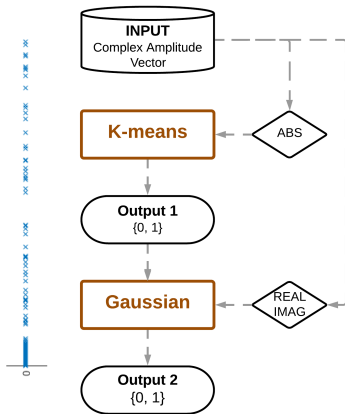 INPUT
Complex Amplitude
Vector
K-means
ABS
Output 1
{0, 1}
Gaussian
REAL
IMAG
Output 2
{0, 1}
0